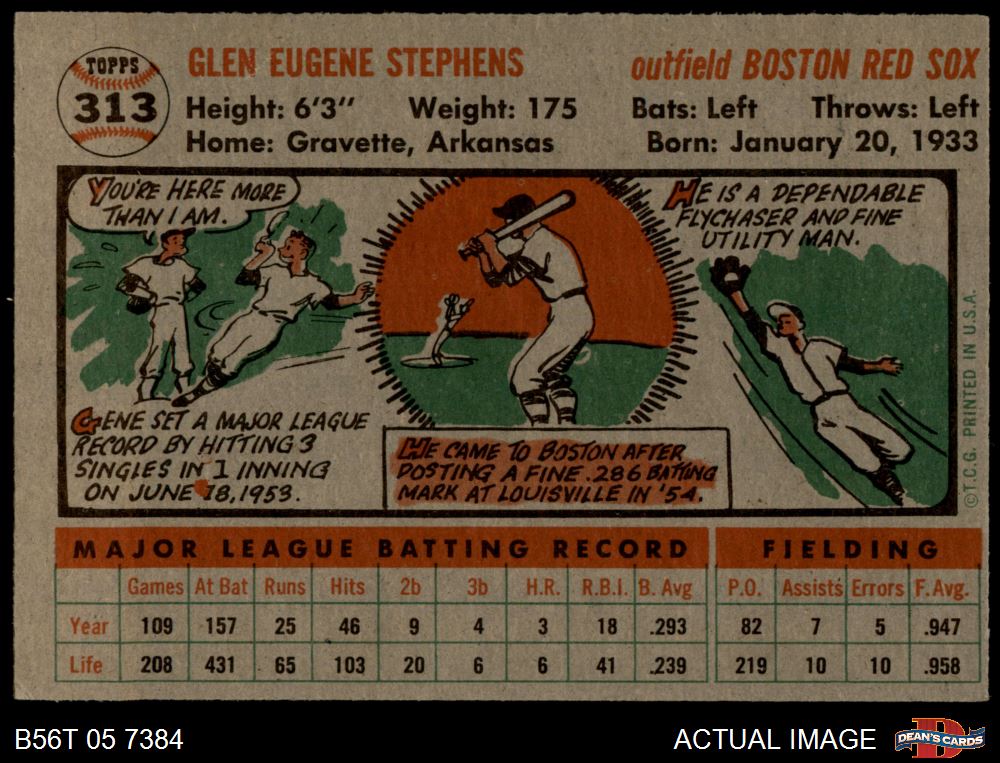 TOPPS
313
GLEN EUGENE STEPHENS
outfield BOSTON RED SOX
Height: 6'3" Weight: 175 Bats: Left Throws: Left
Home: Gravette, Arkansas Born: January 20, 1933
YOU'RE HERE MORE
THAN I AM.
GENE SET A MAJOR LEAGUE
RECORD BY HITTING 3
SINGLES IN 1 INNING
ON JUNE 18, 1953.
HE CAME TO BOSTON AFTER
POSTING A FINE .286 BATTING
MARK AT LOUISVILLE IN '54.
HE IS A DEPENDABLE
FLYCHASER AND FINE
UTILITY MAN.
©T.C.G. PRINTED IN U.S.A.
MAJOR LEAGUE BATTING RECORD FIELDING
Games At Bat Runs Hits 2b 3b H.R. R.B.I. B. Avg P.O. Assists Errors F. Avg.
Year 109 157 25 46 9 4 3 18 .293 82 7 5 .947
Life 208 431 65 103 20 6 6 41 .239 219 10 10 .958
B56T 05 7384
ACTUAL IMAGE
DEAN'S CARDS